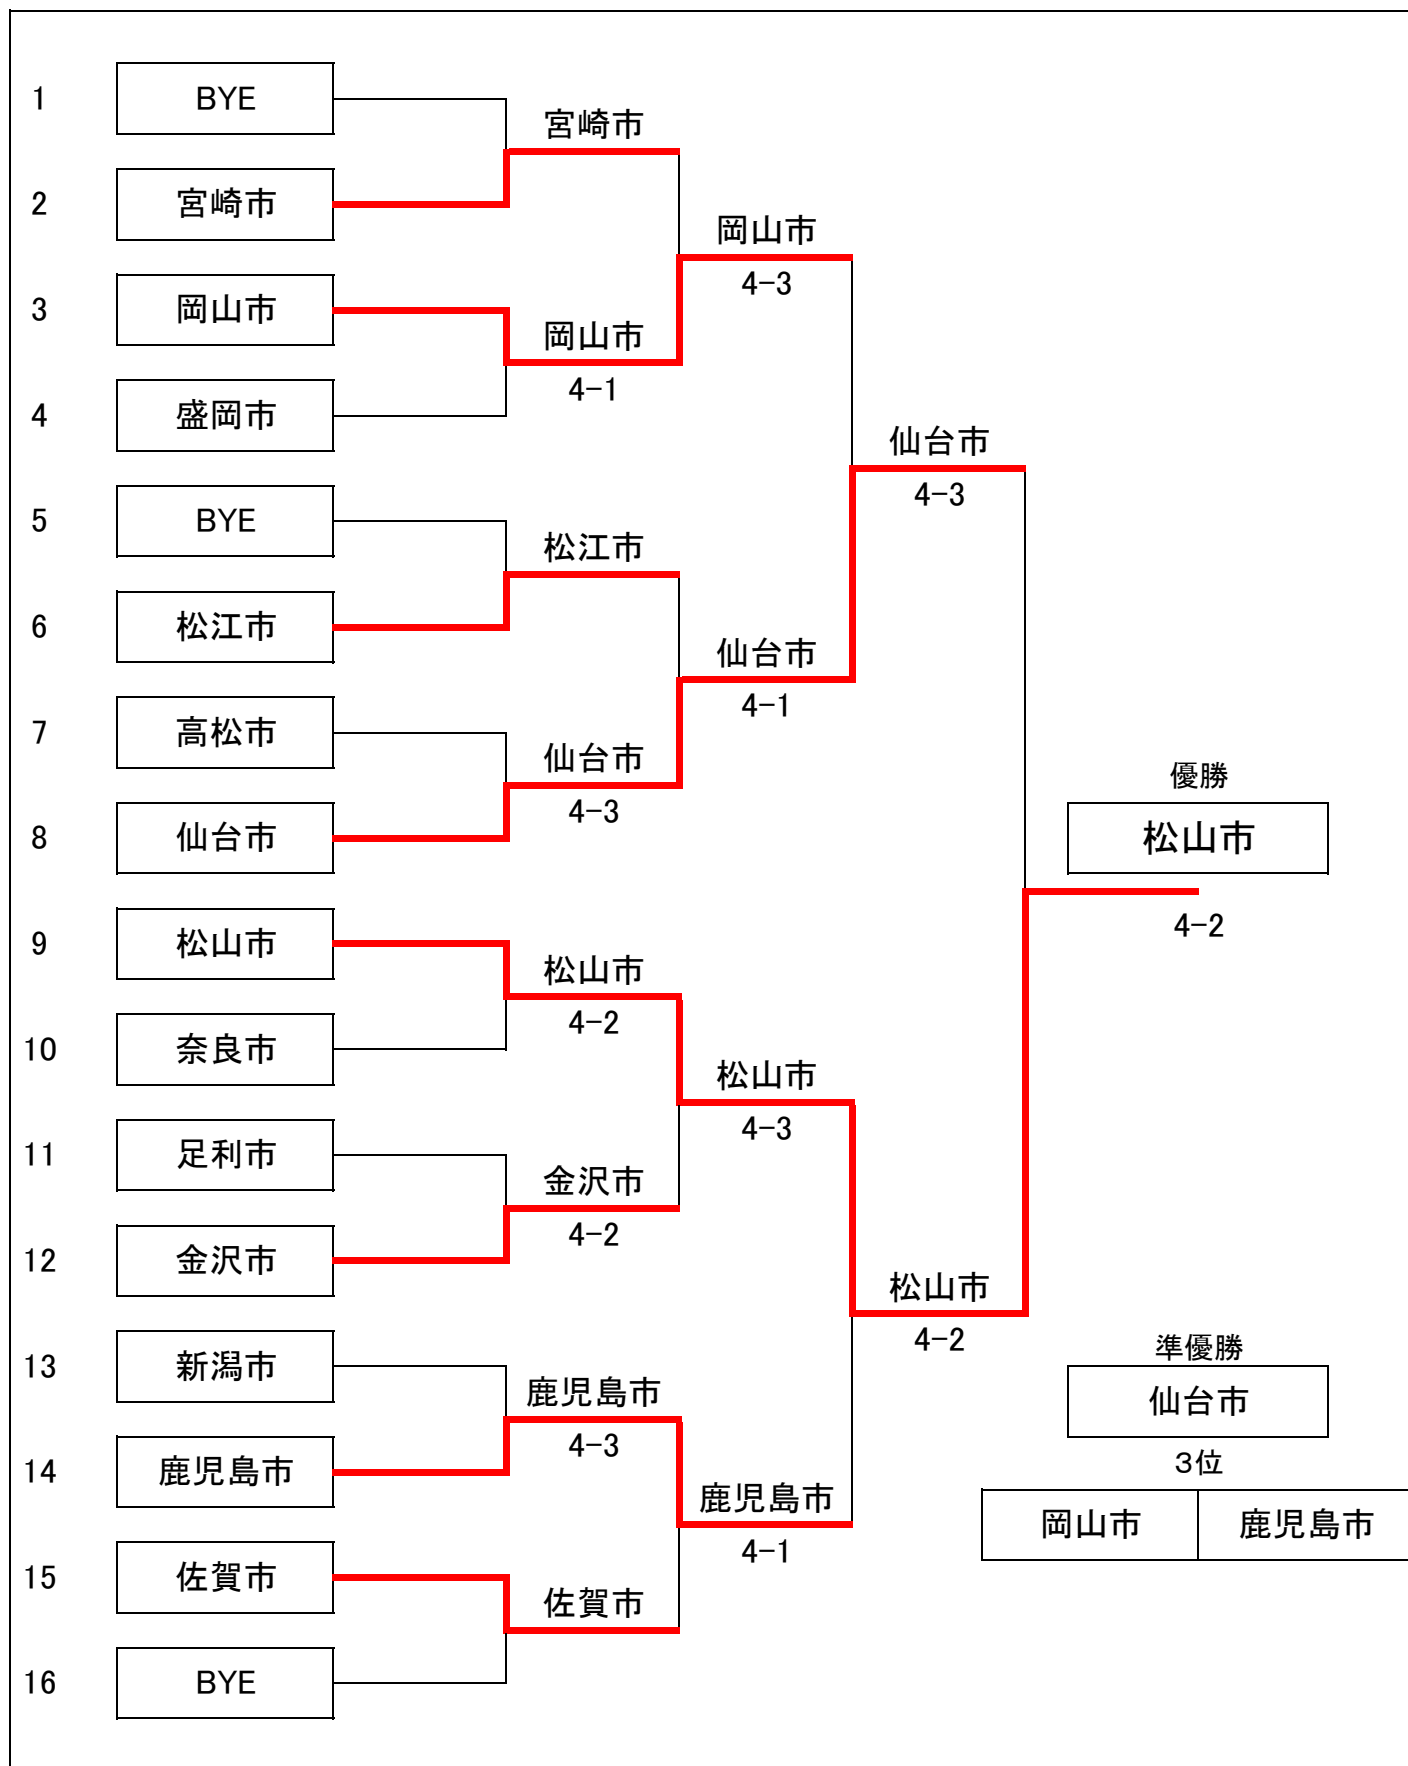 1 BYE
宮崎市
2 宮崎市
岡山市
4-3
3 岡山市
岡山市
4-1
4 盛岡市
仙台市
4-3
5 BYE
松江市
6 松江市
仙台市
4-1
7 高松市
仙台市
4-3
8 仙台市
優勝
松山市
4-2
9 松山市
松山市
4-2
10 奈良市
松山市
4-3
11 足利市
金沢市
4-2
12 金沢市
松山市
4-2
13 新潟市
鹿児島市
4-3
14 鹿児島市
鹿児島市
4-1
15 佐賀市
佐賀市
16 BYE
準優勝
仙台市
3位
岡山市 鹿児島市